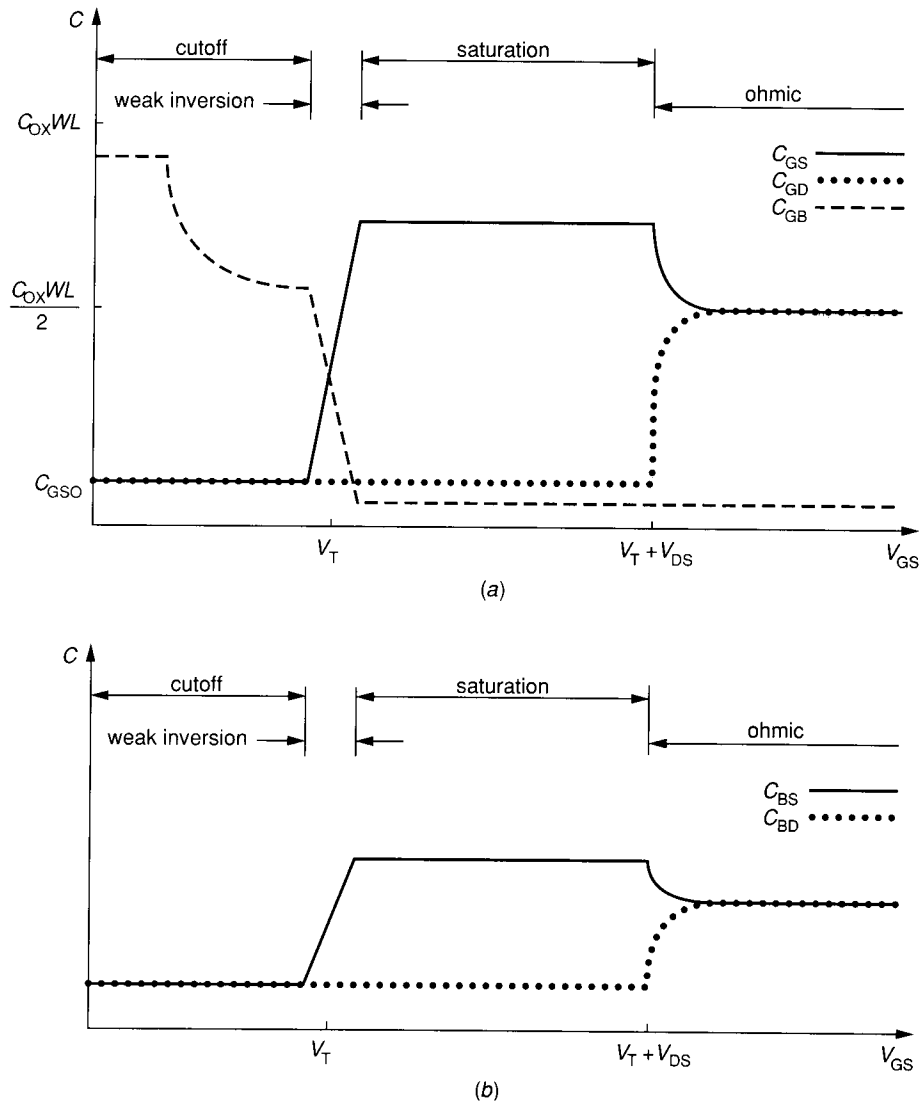 C
cutoff
saturation
weak inversion
ohmic
C_OX WL
C_GS
C_GD
C_GB
C_OX WL
2
C_GSO
V_T
V_T + V_DS
V_GS
(a)
C
cutoff
saturation
weak inversion
ohmic
C_BS
C_BD
V_T
V_T + V_DS
V_GS
(b)